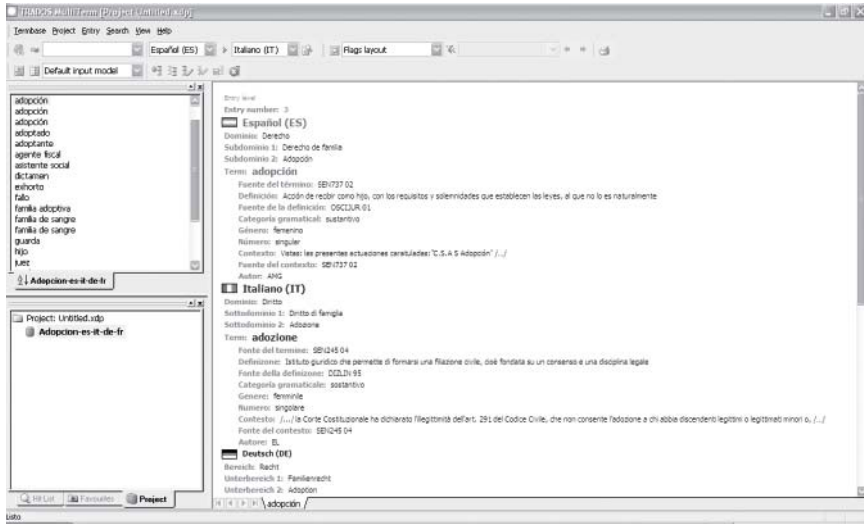 TRADOS MultiTerm [Project Untitled.xdp]
Termbase Project Entry Search View Help
Español (ES) Italiano (IT) Flags layout
Default input model
adopción
adopción
adopción
adoptado
adoptante
agente fiscal
asistente social
dictamen
exhorto
fallo
familia adoptiva
familia de sangre
familia de sangre
guarda
hijo
juez
Adopcion-es-it-de-fr
Project: Untitled.xdp
Adopcion-es-it-de-fr
Hit List Favourites Project
Listo
Entry level
Entry number: 3
Español (ES)
Dominio: Derecho
Subdominio 1: Derecho de familia
Subdominio 2: Adopción
Term: adopción
Fuente del término: SEN737 02
Definición: Acción de recibir como hijo, con los requisitos y solemnidades que establecen las leyes, al que no lo es naturalmente
Fuente de la definición: OSCIJUR 01
Categoría gramatical: sustantivo
Género: femenino
Número: singular
Contexto: Vistas: las presentes actuaciones caratuladas: "C.S.A S Adopción" /.../
Fuente del contexto: SEN737 02
Autor: AMG
Italiano (IT)
Dominio: Diritto
Sottodominio 1: Diritto di famiglia
Sottodominio 2: Adozione
Term: adozione
Fonte del termine: SEN245 04
Definizione: Istituto giuridico che permette di formarsi una filiazione civile, cioè fondata su un consenso e una disciplina legale
Fonte della definizione: DIZLIN 95
Categoria gramaticale: sostantivo
Genere: femminile
Numero: singolare
Contesto: /.../ la Corte Costituzionale ha dichiarato l'illegittimità dell'art. 291 del Codice Civile, che non consente l'adozione a chi abbia discendenti legittimi o legittimati minori o, /.../
Fonte del contesto: SEN245 04
Autore: EL
Deutsch (DE)
Bereich: Recht
Unterbereich 1: Familienrecht
Unterbereich 2: Adoption
adopción